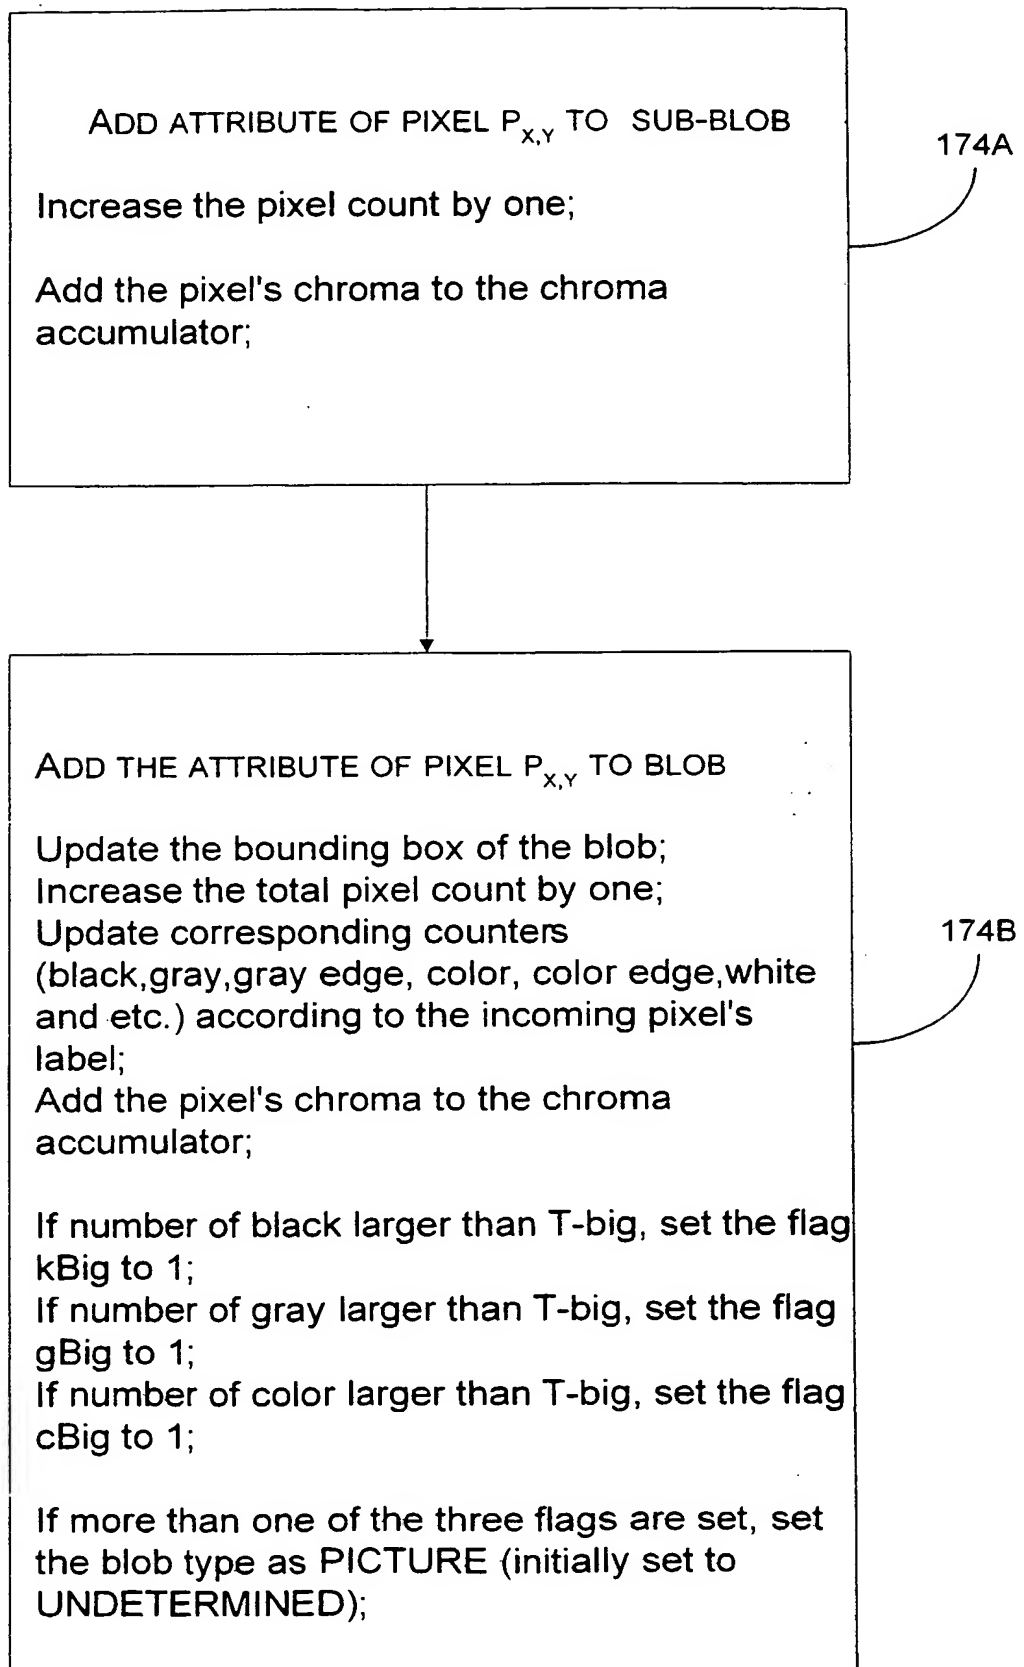 ADD ATTRIBUTE OF PIXEL PX,Y TO SUB-BLOB
174A
Increase the pixel count by one;
Add the pixel's chroma to the chroma
accumulator;
ADD THE ATTRIBUTE OF PIXEL PX,Y TO BLOB
Update the bounding box of the blob;
Increase the total pixel count by one;
Update corresponding counters
174B
(black,gray,gray edge, color, color edge,white
and etc.) according to the incoming pixel's
label;
Add the pixel's chroma to the chroma
accumulator;
If number of black larger than T-big, set the flag
kBig to 1;
If number of gray larger than T-big, set the flag
gBig to 1;
If number of color larger than T-big, set the flag
cBig to 1;
If more than one of the three flags are set, set
the blob type as PICTURE (initially set to
UNDETERMINED);